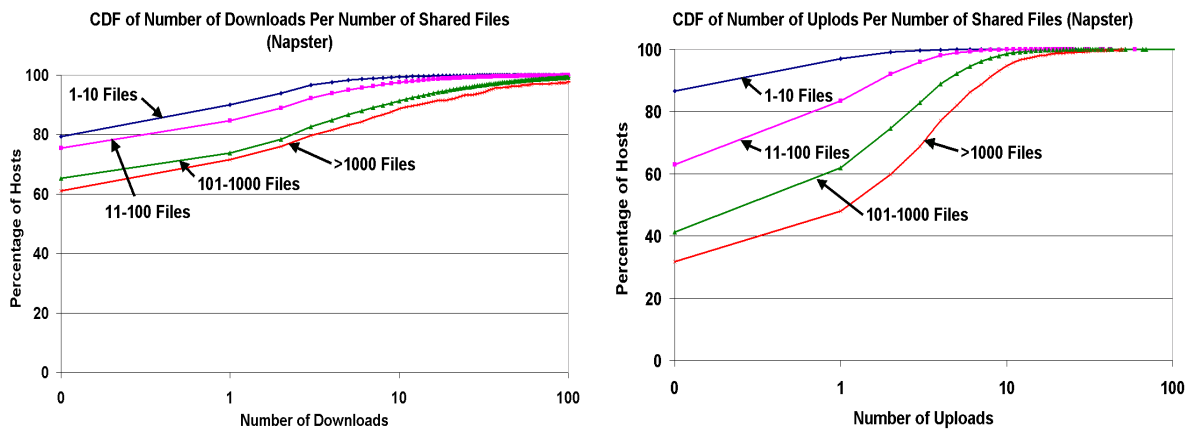 CDF of Number of Downloads Per Number of Shared Files
(Napster)
Percentage of Hosts
100
80
60
40
20
0
1-10 Files
11-100 Files
101-1000 Files
>1000 Files
0
1
10
100
Number of Downloads
CDF of Number of Uplods Per Number of Shared Files (Napster)
Percentage of Hosts
100
80
60
40
20
0
1-10 Files
11-100 Files
>1000 Files
101-1000 Files
0
1
10
100
Number of Uploads